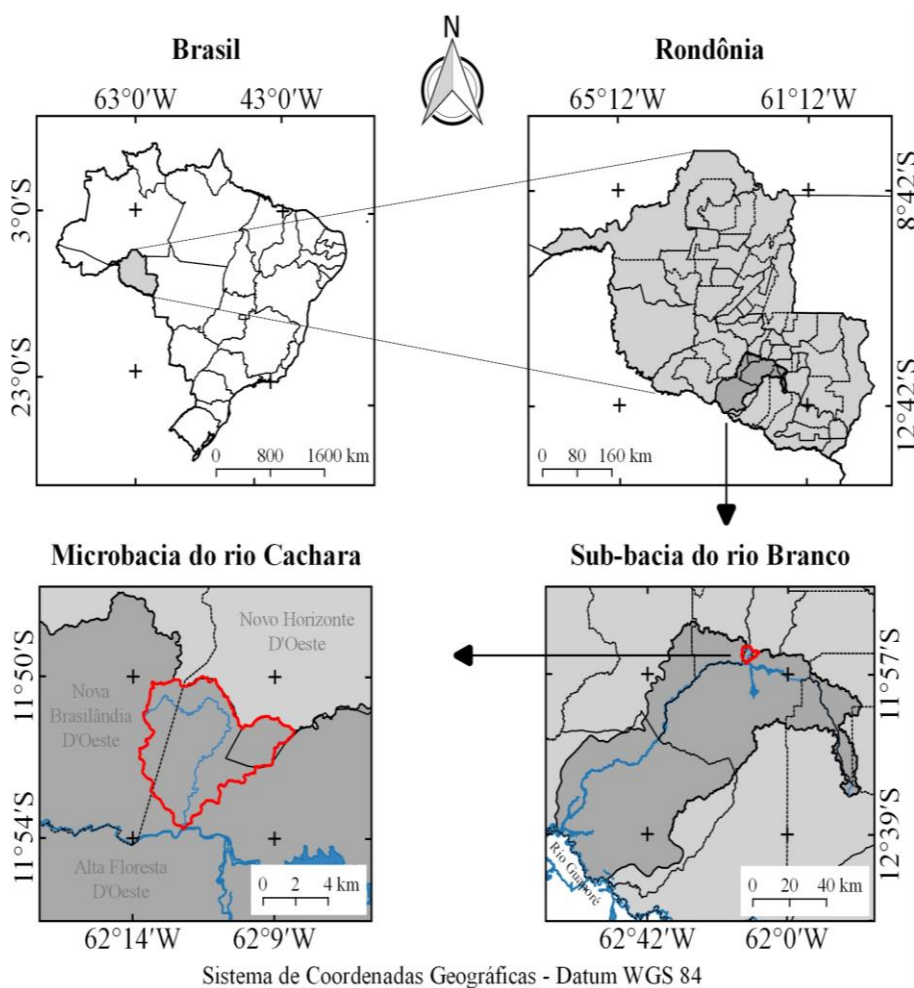 N
Brasil
63°0'W 43°0'W
3°0'S
23°0'S
0 800 1600 km
Rondônia
65°12'W 61°12'W
8°42'S
12°42'S
0 80 160 km
Microbacia do rio Cachara
Novo Horizonte
D'Oeste
11°50'S
Nova
Brasilândia
D'Oeste
11°54'S
Alta Floresta
D'Oeste
0 2 4 km
62°14'W 62°9'W
Sub-bacia do rio Branco
11°57'S
12°39'S
Rio Guaporé
0 20 40 km
62°42'W 62°0'W
Sistema de Coordenadas Geográficas - Datum WGS 84